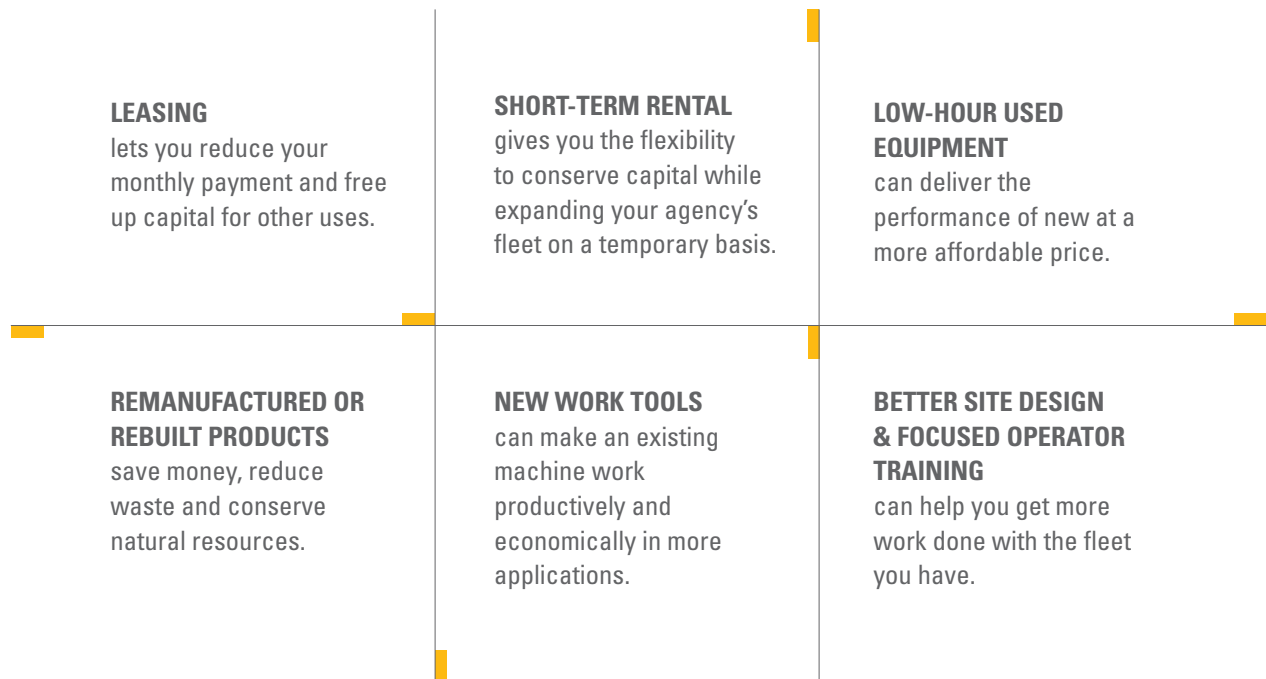 LEASING
lets you reduce your
monthly payment and free
up capital for other uses.
SHORT-TERM RENTAL
gives you the flexibility
to conserve capital while
expanding your agency’s
fleet on a temporary basis.
LOW-HOUR USED
EQUIPMENT
can deliver the
performance of new at a
more affordable price.
REMANUFACTURED OR
REBUILT PRODUCTS
save money, reduce
waste and conserve
natural resources.
NEW WORK TOOLS
can make an existing
machine work
productively and
economically in more
applications.
BETTER SITE DESIGN
& FOCUSED OPERATOR
TRAINING
can help you get more
work done with the fleet
you have.